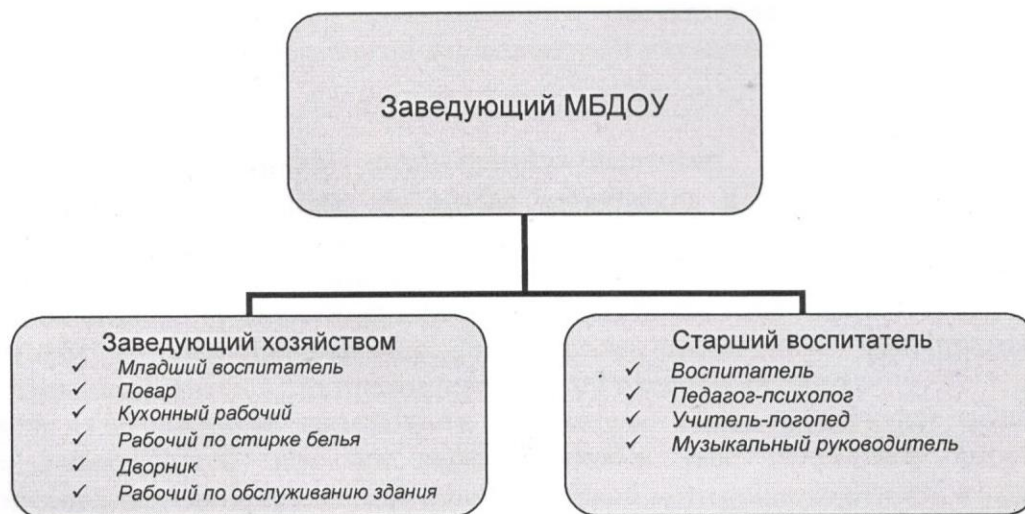 Заведующий МБДОУ
Заведующий хозяйством
✓ Младший воспитатель
✓ Повар
✓ Кухонный рабочий
✓ Рабочий по стирке белья
✓ Дворник
✓ Рабочий по обслуживанию здания
Старший воспитатель
✓ Воспитатель
✓ Педагог-психолог
✓ Учитель-логопед
✓ Музыкальный руководитель